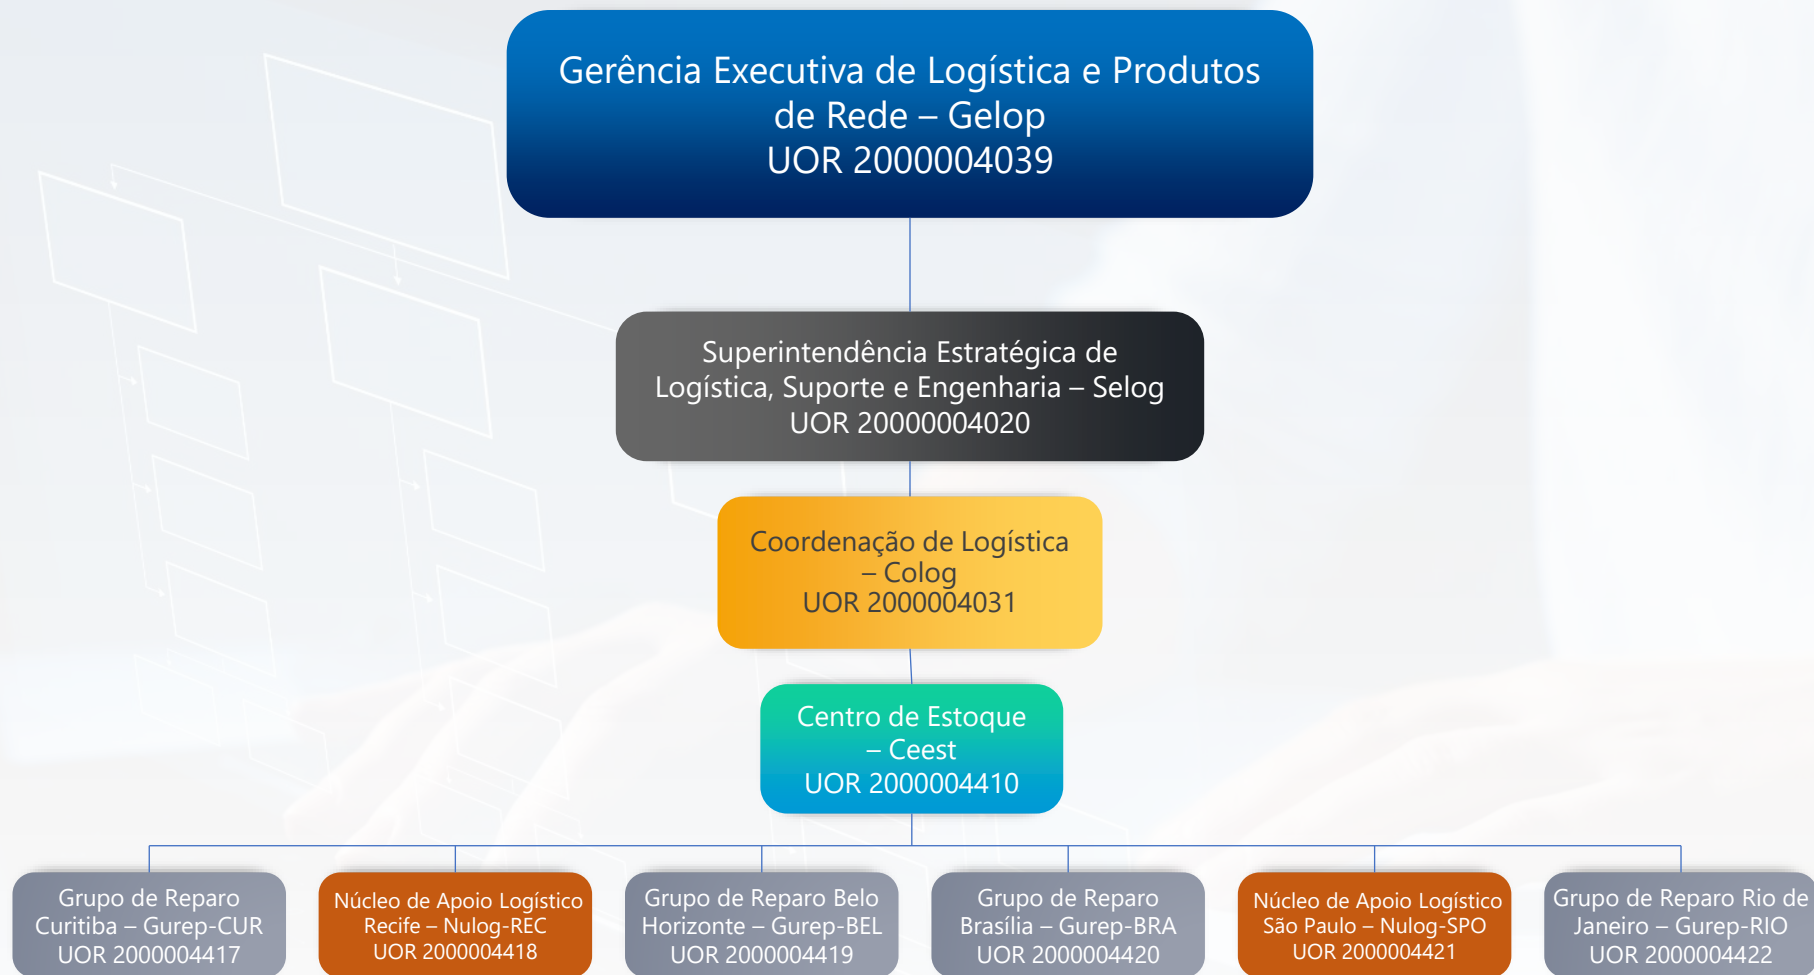 Gerência Executiva de Logística e Produtos
de Rede – Gelop
UOR 2000004039
Superintendência Estratégica de
Logística, Suporte e Engenharia – Selog
UOR 20000004020
Coordenação de Logística
– Colog
UOR 2000004031
Centro de Estoque
– Ceest
UOR 2000004410
Grupo de Reparo
Curitiba – Gurep-CUR
UOR 2000004417
Núcleo de Apoio Logístico
Recife – Nulog-REC
UOR 2000004418
Grupo de Reparo Belo
Horizonte – Gurep-BEL
UOR 2000004419
Grupo de Reparo
Brasília – Gurep-BRA
UOR 2000004420
Núcleo de Apoio Logístico
São Paulo – Nulog-SPO
UOR 2000004421
Grupo de Reparo Rio de
Janeiro – Gurep-RIO
UOR 2000004422